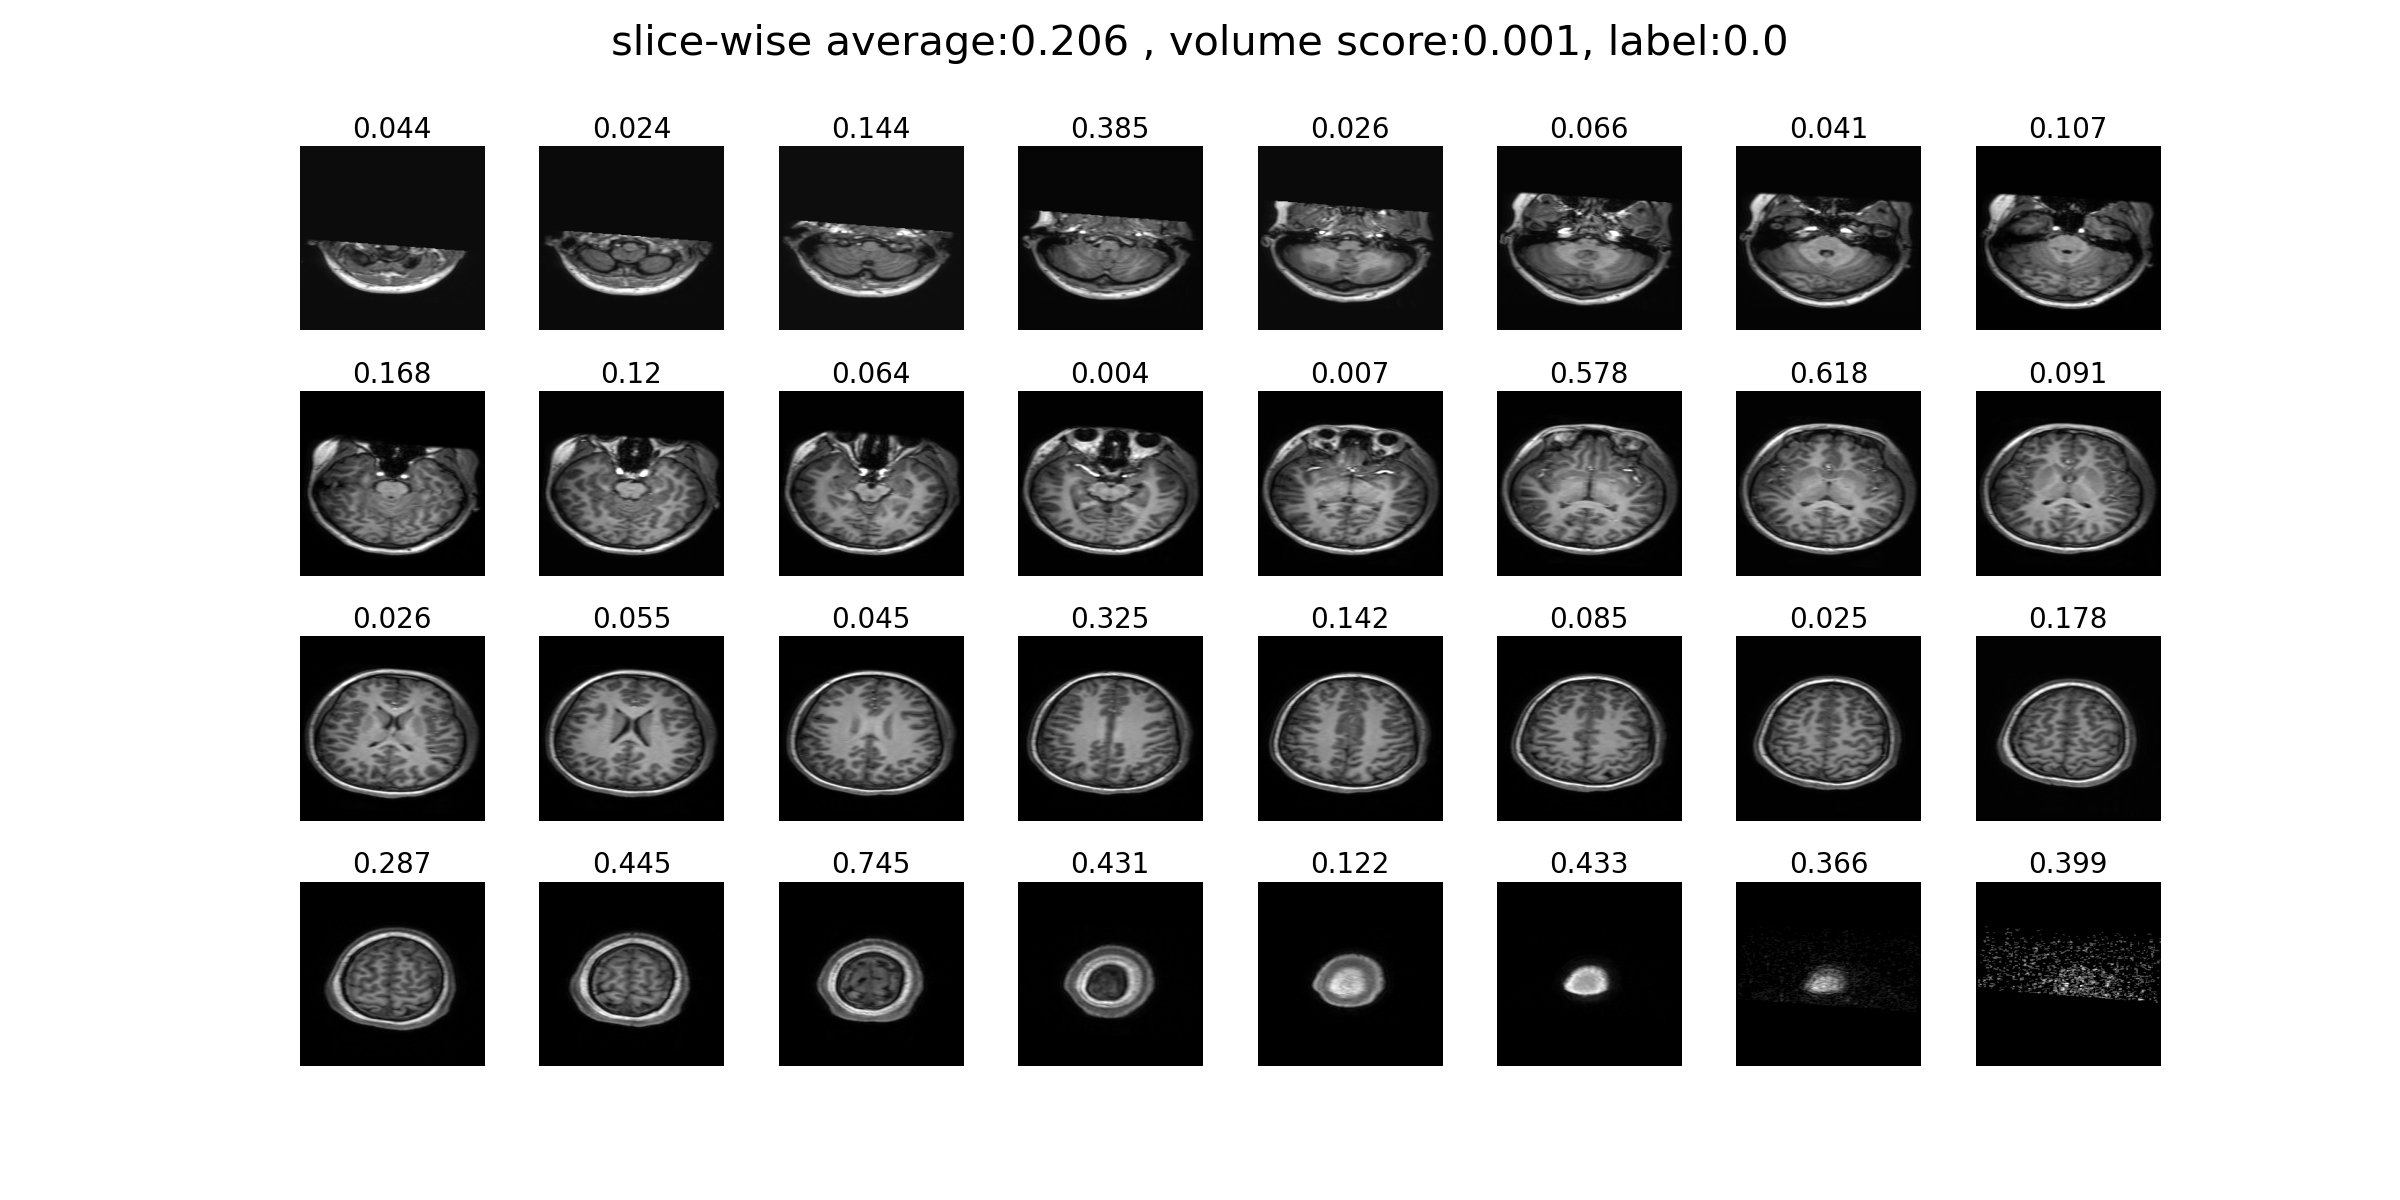 slice-wise average:0.206 , volume score:0.001, label:0.0
0.044 0.024 0.144 0.385 0.026 0.066 0.041 0.107
0.168 0.12 0.064 0.004 0.007 0.578 0.618 0.091
0.026 0.055 0.045 0.325 0.142 0.085 0.025 0.178
0.287 0.445 0.745 0.431 0.122 0.433 0.366 0.399